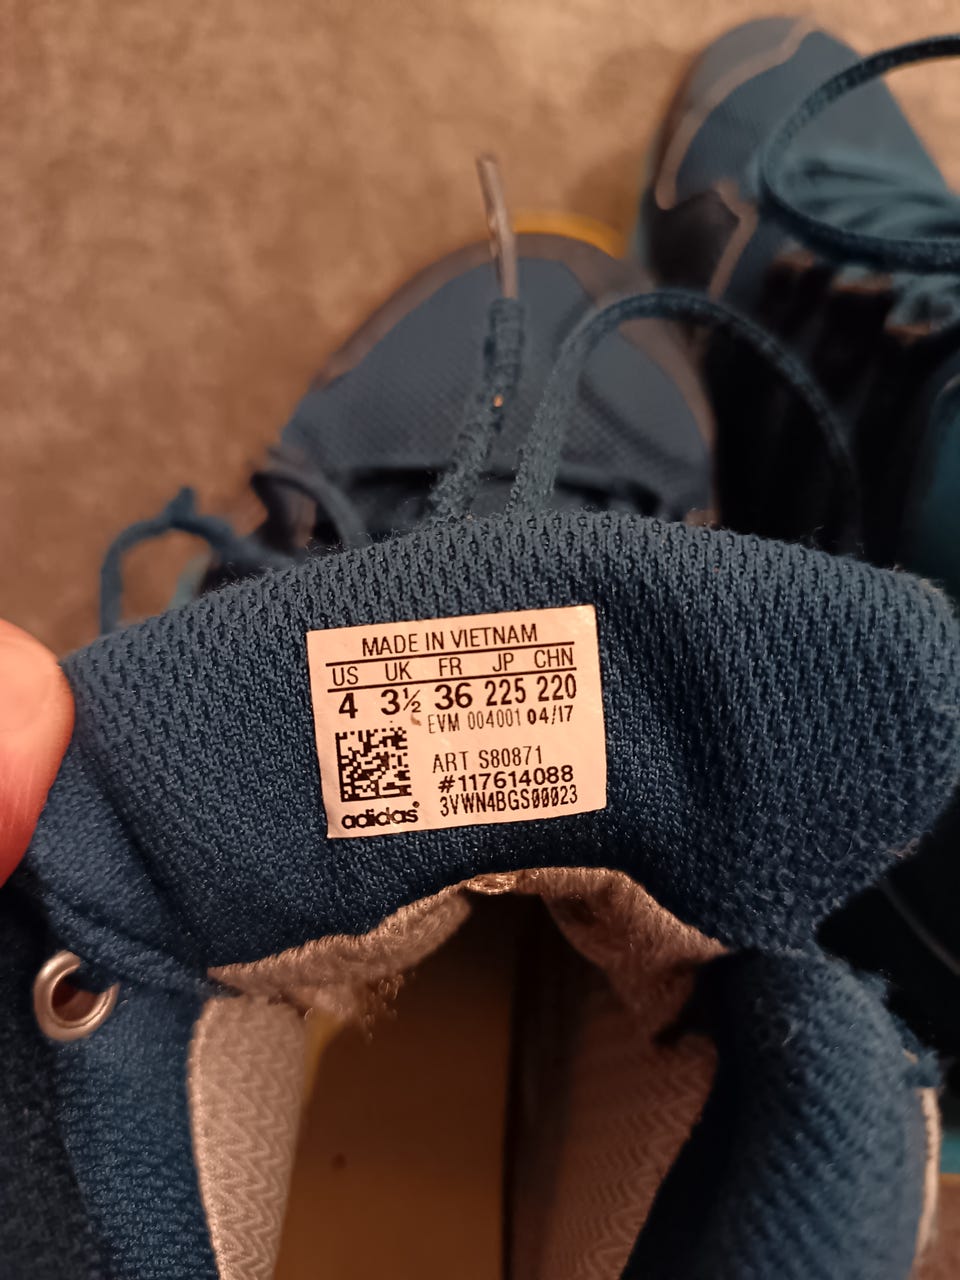 MADE IN VIETNAM
US UK FR JP CHN
4 3½ 36 225 220
EVM 004001 04/17
ART S80871
#117614088
3VWN4BGS00023
adidas®